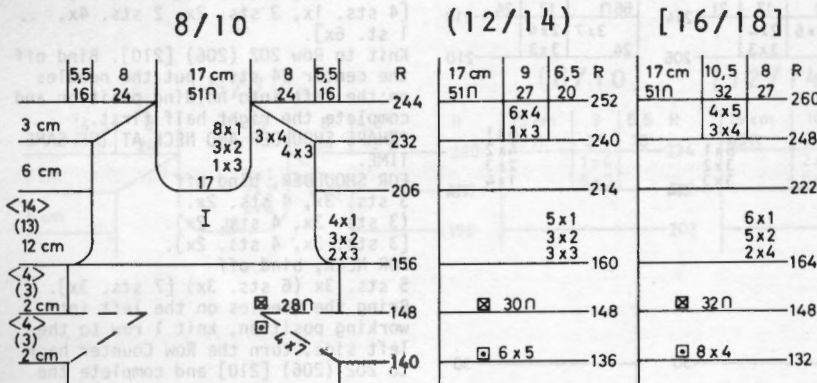 8/10
5,5 8 17 cm 8 5,5 R
16 24 51∩ 24 16
244
3 cm
8x1
3x2
1x3
3x4
4x3
232
6 cm
17
206
<14>
(13)
12 cm
I
4x1
3x2
2x3
156
<4>
(3)
2 cm
⊠ 28∩
148
<4>
(3)
2 cm
⊡
4x7
140
(12/14)
17 cm 9 6,5 R
51∩ 27 20
252
6x4
1x3
240
214
5x1
3x2
3x3
160
⊠ 30∩
148
⊡ 6x5
136
[16/18]
17 cm 10,5 8 R
51∩ 32 27
260
4x5
3x4
248
222
6x1
5x2
2x4
164
⊠ 32∩
148
⊡ 8x4
132